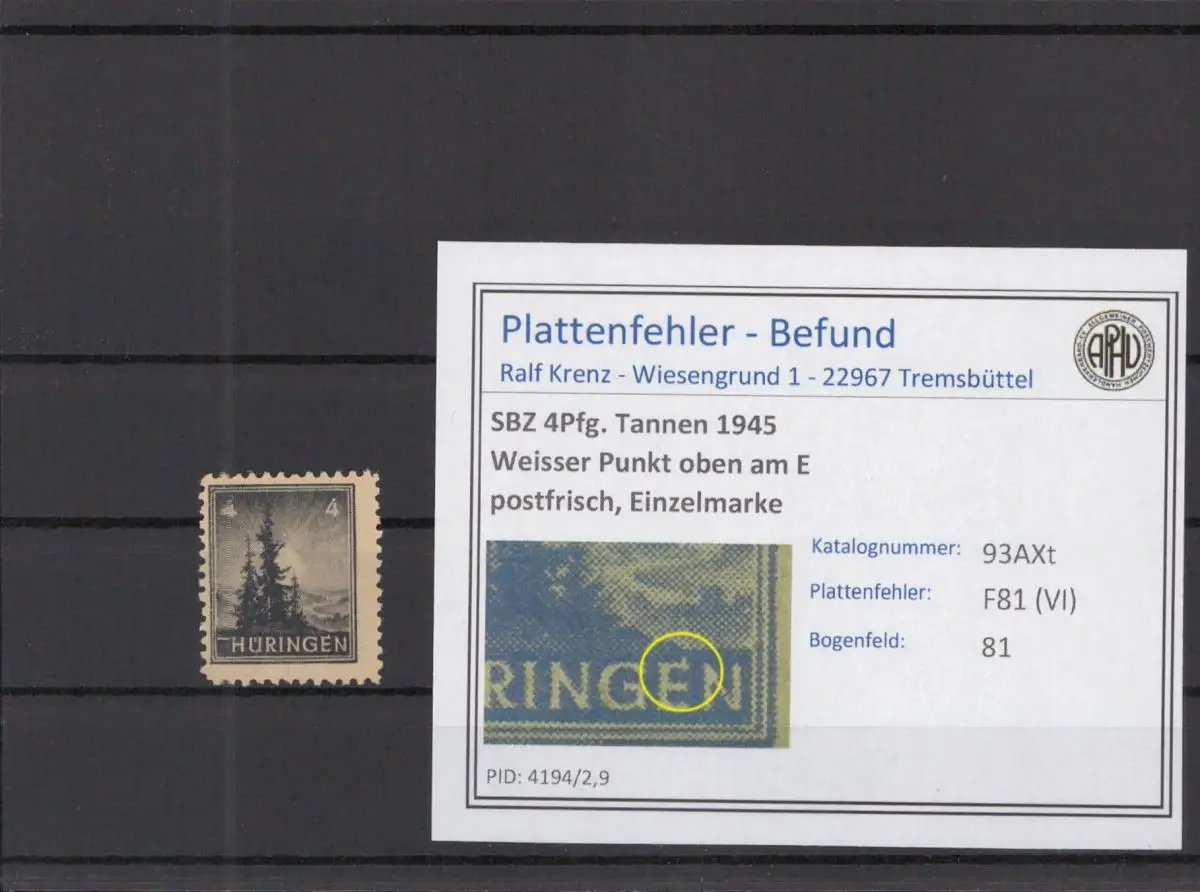 4 4
THÜRINGEN
Plattenfehler - Befund
Ralf Krenz - Wiesengrund 1 - 22967 Tremsbüttel
APHV
SBZ 4Pfg. Tannen 1945
Weisser Punkt oben am E
postfrisch, Einzelmarke
RINGEN
Katalognummer: 93AXt
Plattenfehler: F81 (VI)
Bogenfeld: 81
PID: 4194/2,9